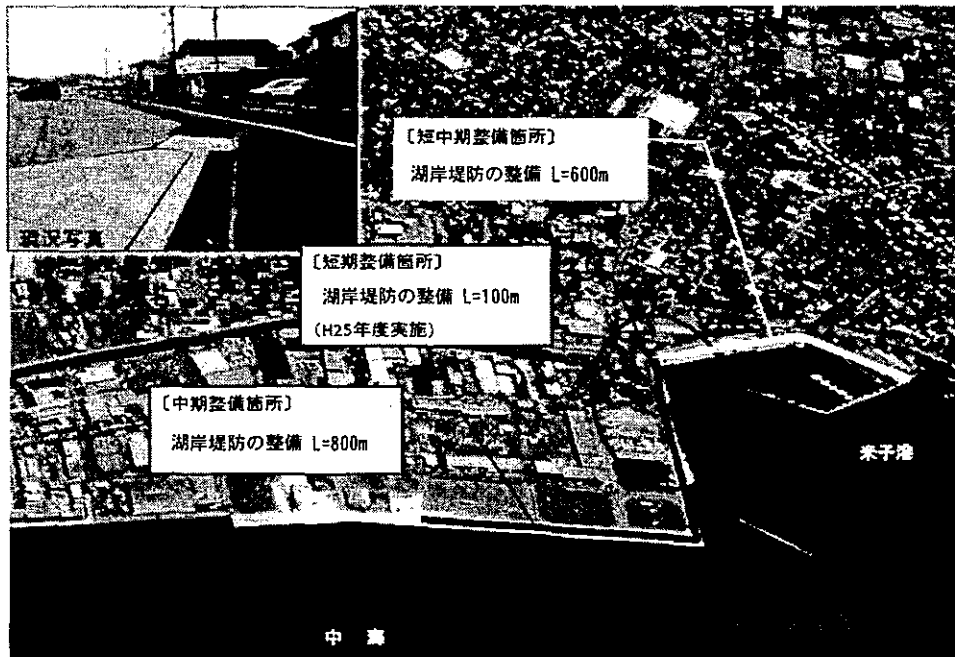 〔短中期整備箇所〕
湖岸堤防の整備 L=600m
現況写真
〔短期整備箇所〕
湖岸堤防の整備 L=100m
(H25年度実施)
〔中期整備箇所〕
湖岸堤防の整備 L=800m
米子港
中 海